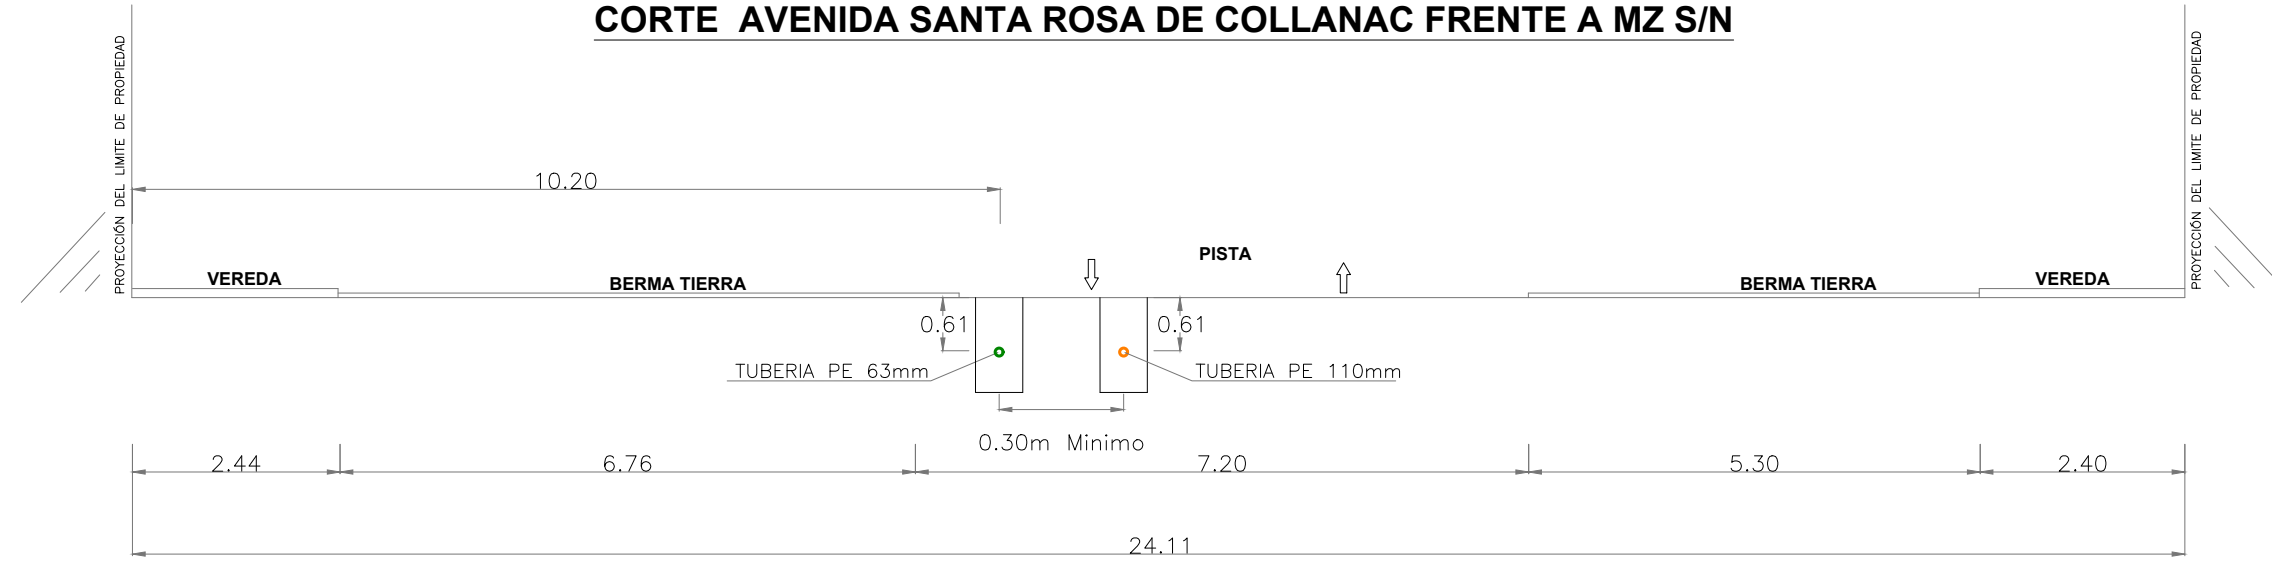 CORTE AVENIDA SANTA ROSA DE COLLANAC FRENTE A MZ S/N
PROYECCIÓN DEL LIMITE DE PROPIEDAD
PROYECCIÓN DEL LIMITE DE PROPIEDAD
10.20
PISTA
VEREDA
BERMA TIERRA
BERMA TIERRA
VEREDA
0.61
0.61
TUBERIA PE 63mm
TUBERIA PE 110mm
0.30m Minimo
2.44
6.76
7.20
5.30
2.40
24.11